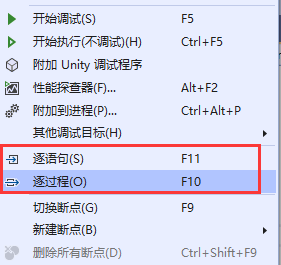 开始调试(S) F5
开始执行(不调试)(H) Ctrl+F5
附加 Unity 调试程序
性能探查器(F)... Alt+F2
附加到进程(P)... Ctrl+Alt+P
其他调试目标(H)
逐语句(S) F11
逐过程(O) F10
切换断点(G) F9
新建断点(B)
删除所有断点(D) Ctrl+Shift+F9